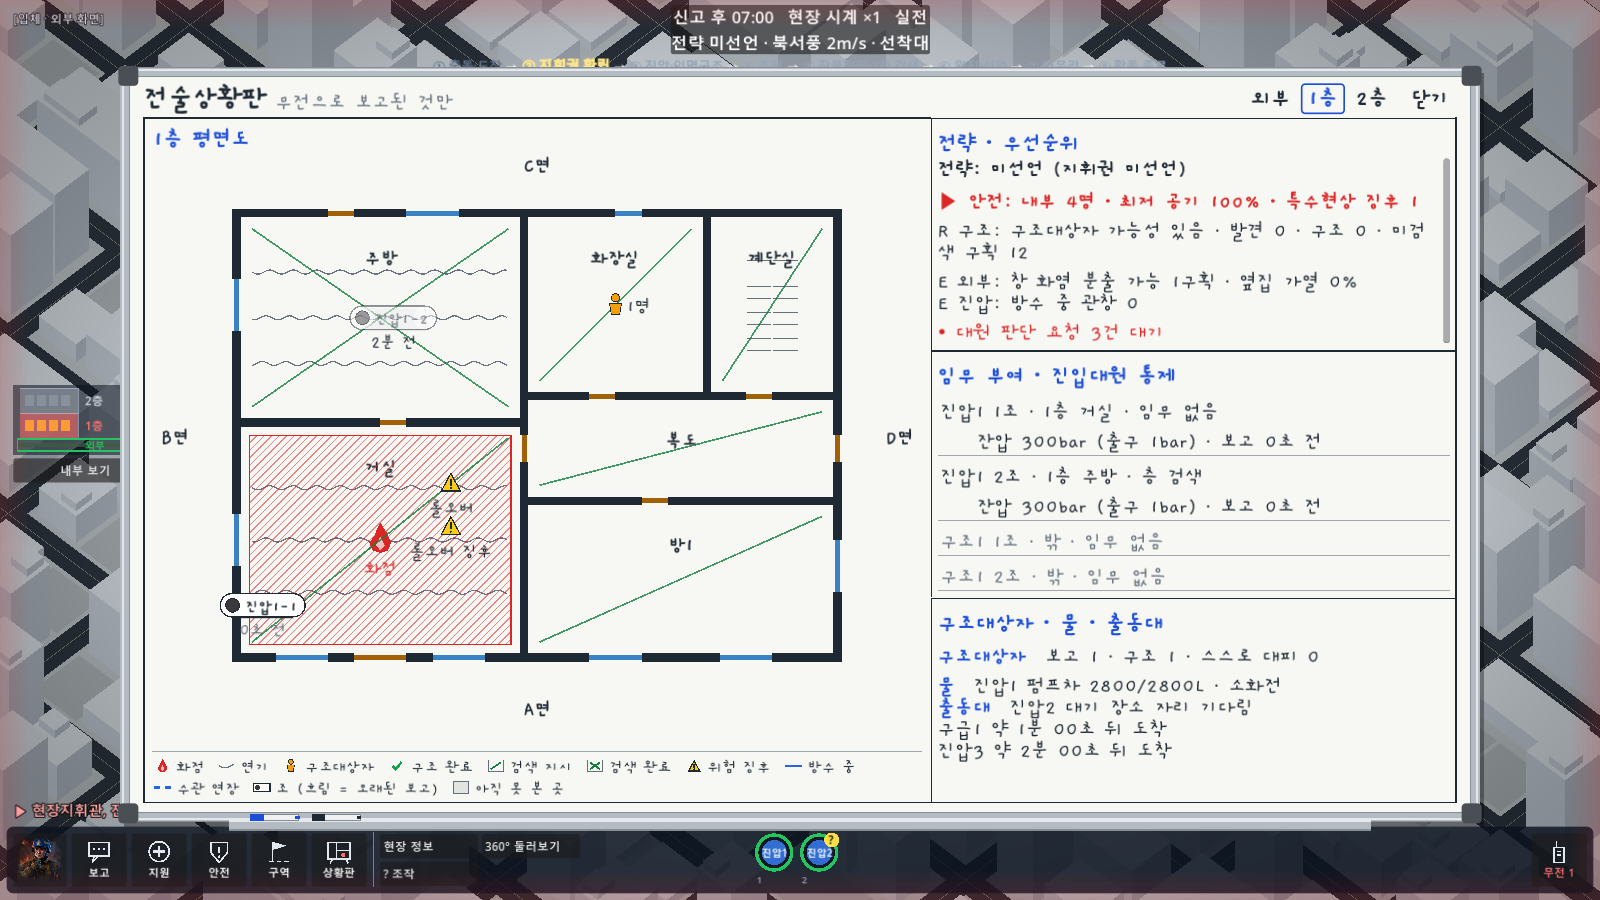 [입체 · 외부 화면]
신고 후 07:00 현장 시계 ×1 실전
전략 미선언 · 북서풍 2m/s · 선착대
전술상황판 무전으로 보고된 것만
외부 1층 2층 닫기
1층 평면도
C면
주방
화장실
계단실
1명
진압1-2
2분 전
B면
D면
복도
거실
롤오버
롤오버 징후
화점
방1
진압1-1
0초 전
A면
화점 연기 구조대상자 구조 완료 검색 지시 검색 완료 위험 징후 방수 중
수관 연장 조 (흐림 = 오래된 보고) 아직 못 본 곳
전략 · 우선순위
전략: 미선언 (지휘권 미선언)
▶ 안전: 내부 4명 · 최저 공기 100% · 특수현상 징후 1
R 구조: 구조대상자 가능성 있음 · 발견 0 · 구조 0 · 미검
색 구획 12
E 외부: 창 화염 분출 가능 1구획 · 옆집 가열 0%
E 진압: 방수 중 관창 0
• 대원 판단 요청 3건 대기
임무 부여 · 진입대원 통제
진압1 1조 · 1층 거실 · 임무 없음
잔압 300bar (출구 1bar) · 보고 0초 전
진압1 2조 · 1층 주방 · 층 검색
잔압 300bar (출구 1bar) · 보고 0초 전
구조1 1조 · 밖 · 임무 없음
구조1 2조 · 밖 · 임무 없음
구조대상자 · 물 · 출동대
구조대상자 보고 1 · 구조 1 · 스스로 대피 0
물 진압1 펌프차 2800/2800L · 소화전
출동대 진압2 대기 장소 자리 기다림
구급1 약 1분 00초 뒤 도착
진압3 약 2분 00초 뒤 도착
2층
1층
외부
내부 보기
▶ 현장지휘관,
보고
지원
안전
구역
상황판
현장 정보
360° 둘러보기
? 조작
진압1
진압2
?
1
2
무전 1